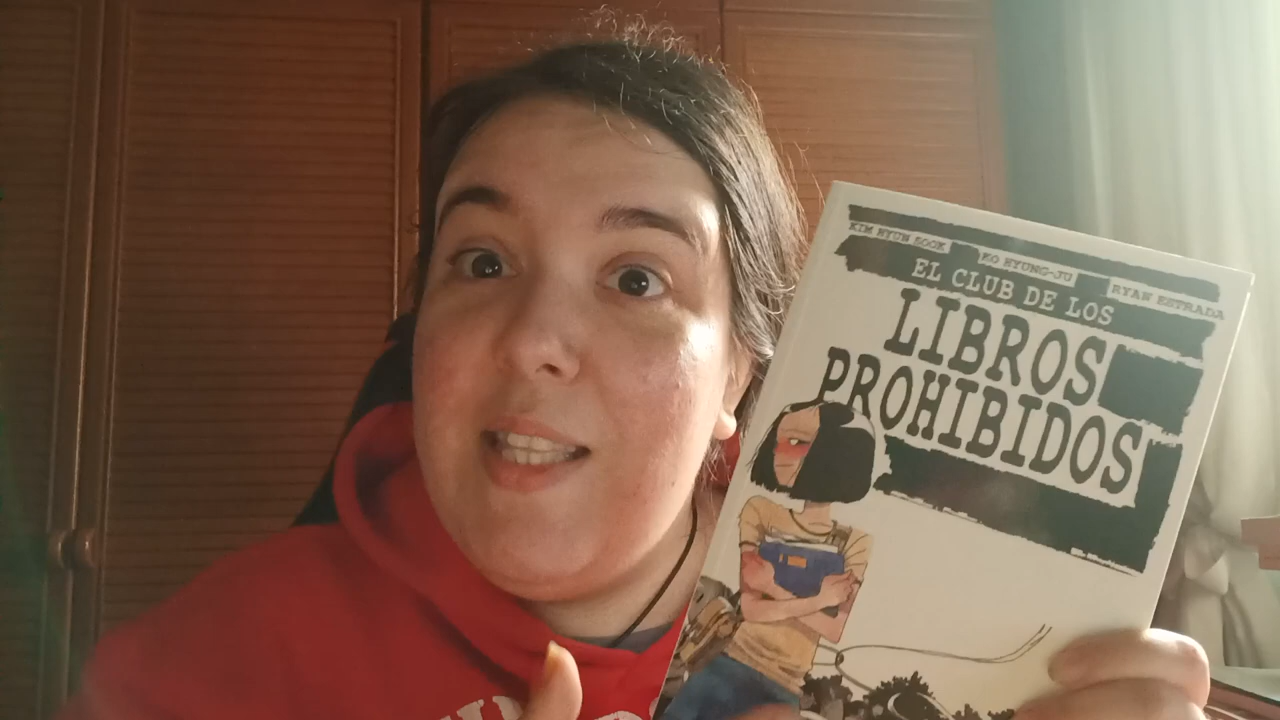 KIM HYUN SOOK KO HYUNG-JU RYAN ESTRADA
EL CLUB DE LOS
LIBROS
PROHIBIDOS